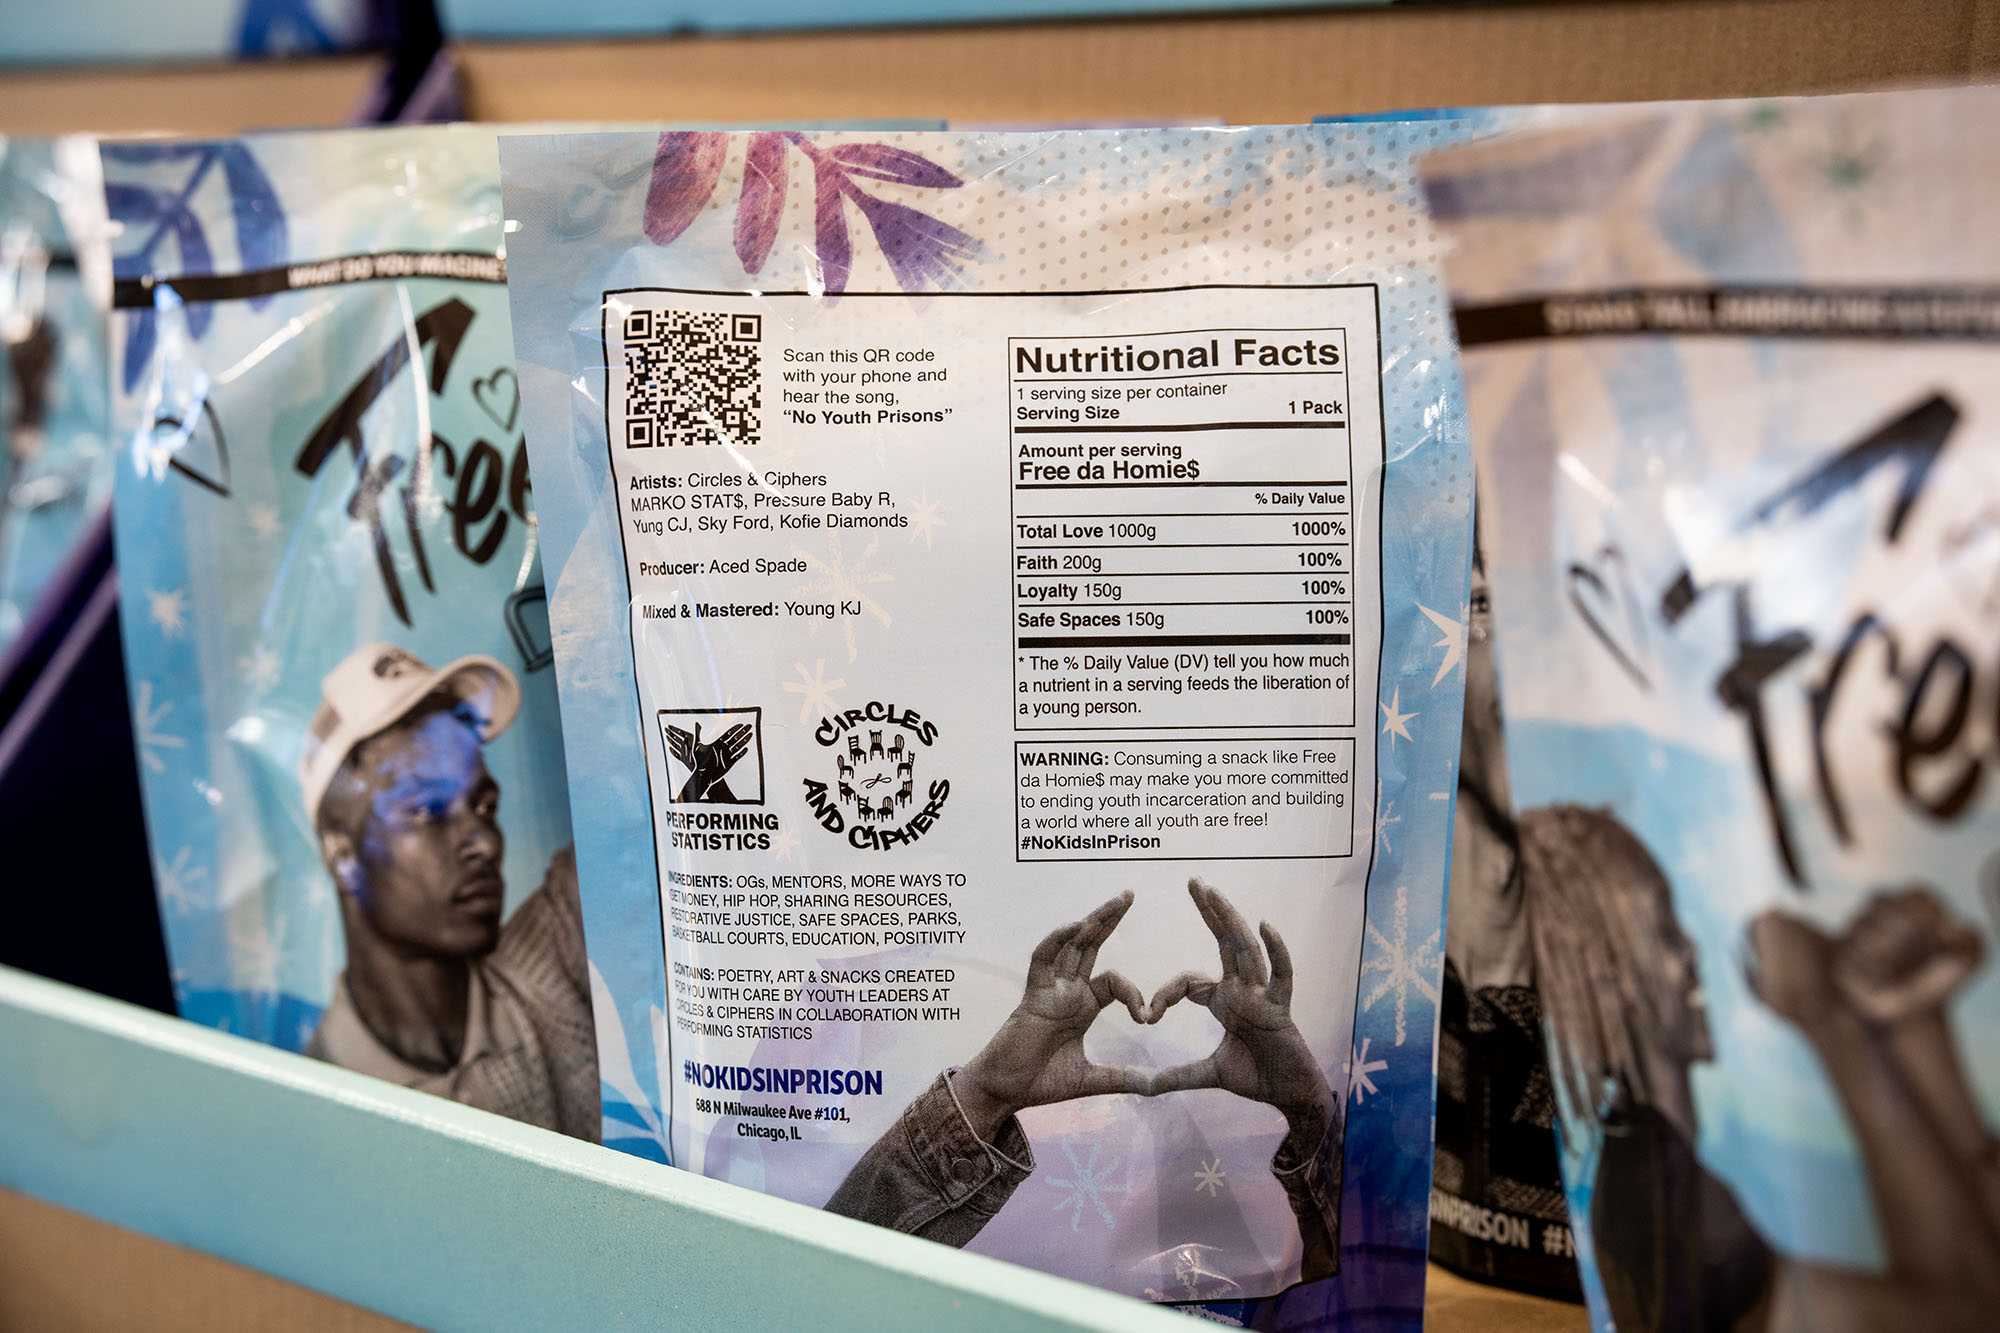 WHAT DO YOU IMAGINE
Free
Scan this QR code
with your phone and
hear the song,
“No Youth Prisons”
Artists: Circles & Ciphers
MARKO STAT$, Pressure Baby R,
Yung CJ, Sky Ford, Kofie Diamonds
Producer: Aced Spade
Mixed & Mastered: Young KJ
PERFORMING
STATISTICS
CIRCLES
AND CIPHERS
INGREDIENTS: OGs, MENTORS, MORE WAYS TO
GET MONEY, HIP HOP, SHARING RESOURCES,
RESTORATIVE JUSTICE, SAFE SPACES, PARKS,
BASKETBALL COURTS, EDUCATION, POSITIVITY
CONTAINS: POETRY, ART & SNACKS CREATED
FOR YOU WITH CARE BY YOUTH LEADERS AT
CIRCLES & CIPHERS IN COLLABORATION WITH
PERFORMING STATISTICS
#NOKIDSINPRISON
688 N Milwaukee Ave #101,
Chicago, IL
Nutritional Facts
1 serving size per container
Serving Size 1 Pack
Amount per serving
Free da Homie$
% Daily Value
Total Love 1000g 1000%
Faith 200g 100%
Loyalty 150g 100%
Safe Spaces 150g 100%
* The % Daily Value (DV) tell you how much
a nutrient in a serving feeds the liberation of
a young person.
WARNING: Consuming a snack like Free
da Homie$ may make you more committed
to ending youth incarceration and building
a world where all youth are free!
#NoKidsInPrison
STAND TALL,
Free
INPRISON #N